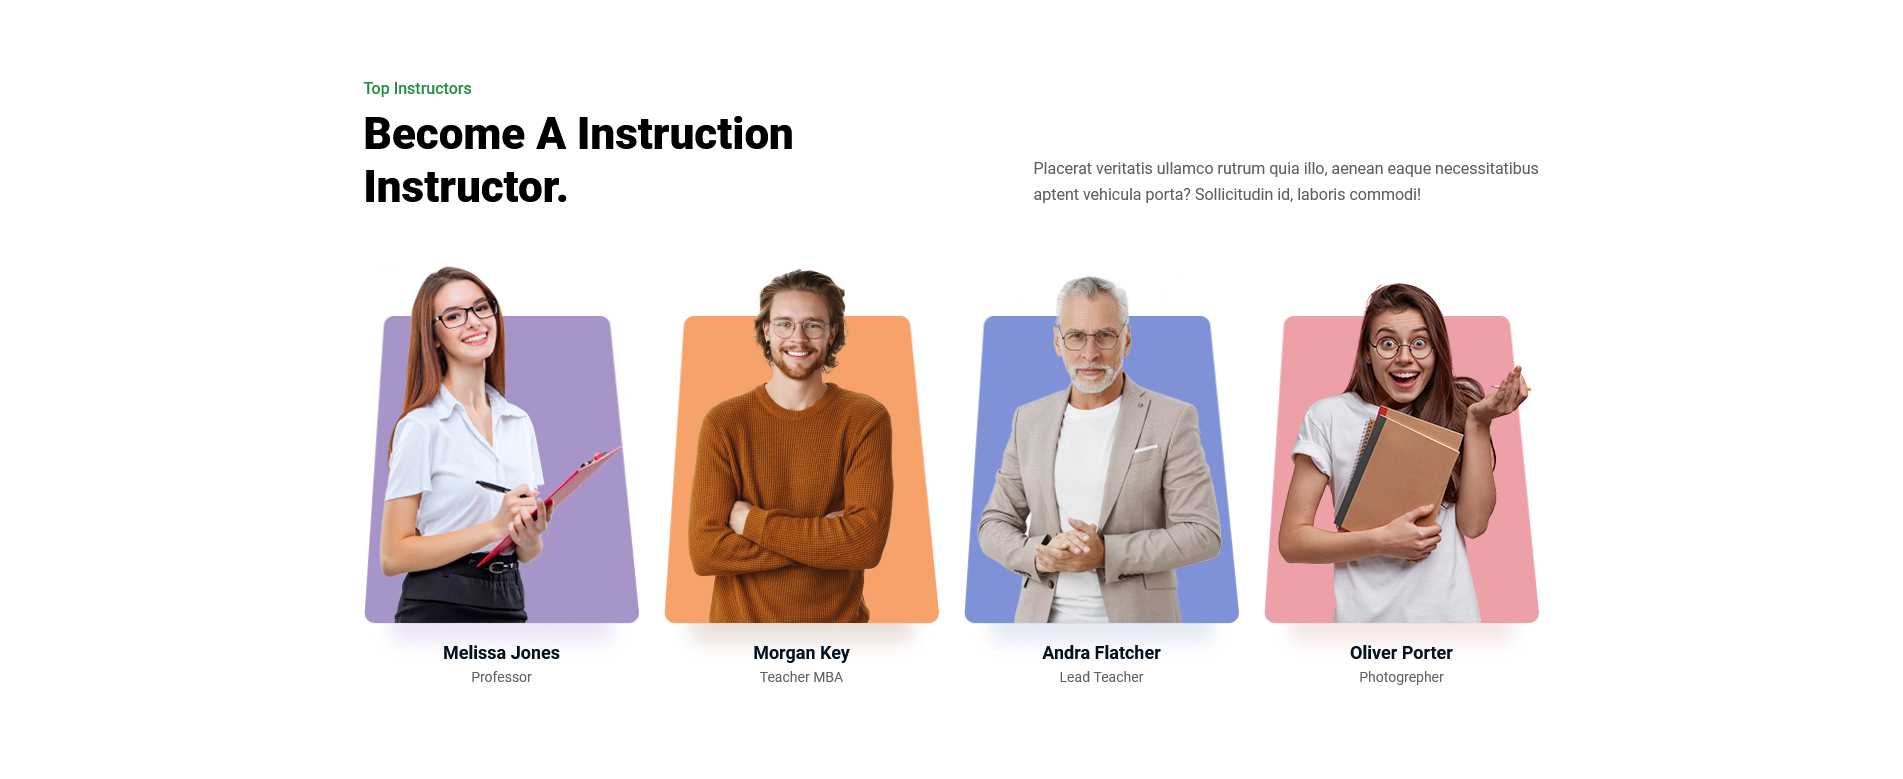 Top Instructors
Become A Instruction
Instructor.
Placerat veritatis ullamco rutrum quia illo, aenean eaque necessitatibus
aptent vehicula porta? Sollicitudin id, laboris commodi!
Melissa Jones
Professor
Morgan Key
Teacher MBA
Andra Flatcher
Lead Teacher
Oliver Porter
Photogrepher